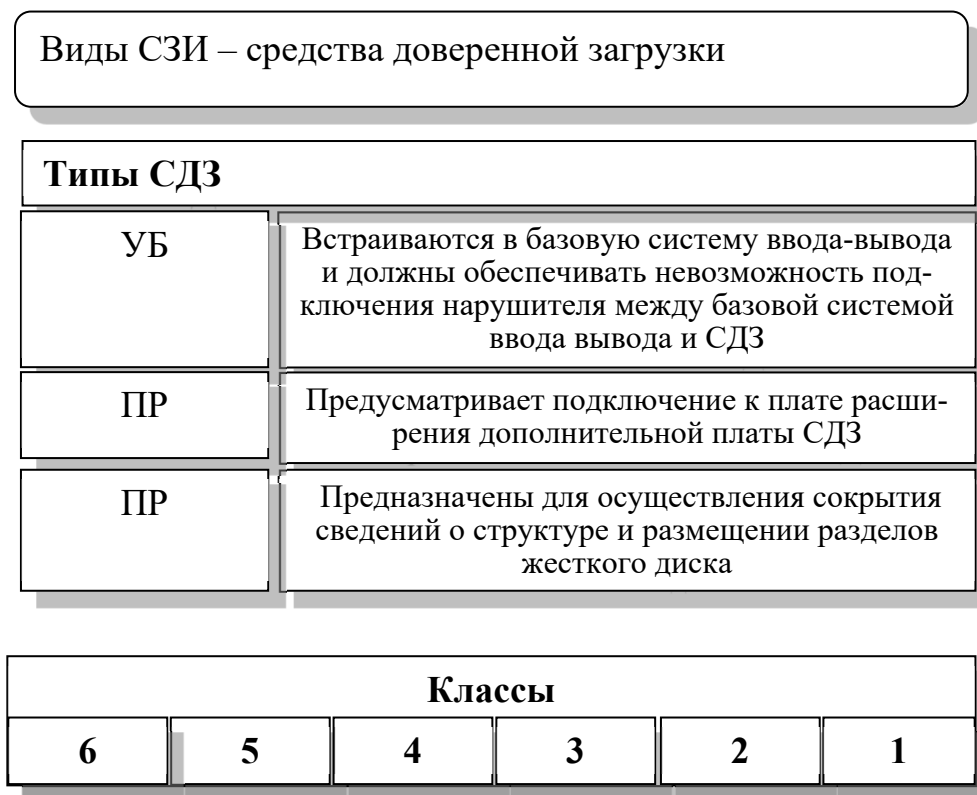 Виды СЗИ – средства доверенной загрузки
Типы СДЗ
УБ
Встраиваются в базовую систему ввода-вывода
и должны обеспечивать невозможность под-
ключения нарушителя между базовой системой
ввода вывода и СДЗ
ПР
Предусматривает подключение к плате расши-
рения дополнительной платы СДЗ
ПР
Предназначены для осуществления сокрытия
сведений о структуре и размещении разделов
жесткого диска
Классы
6 5 4 3 2 1